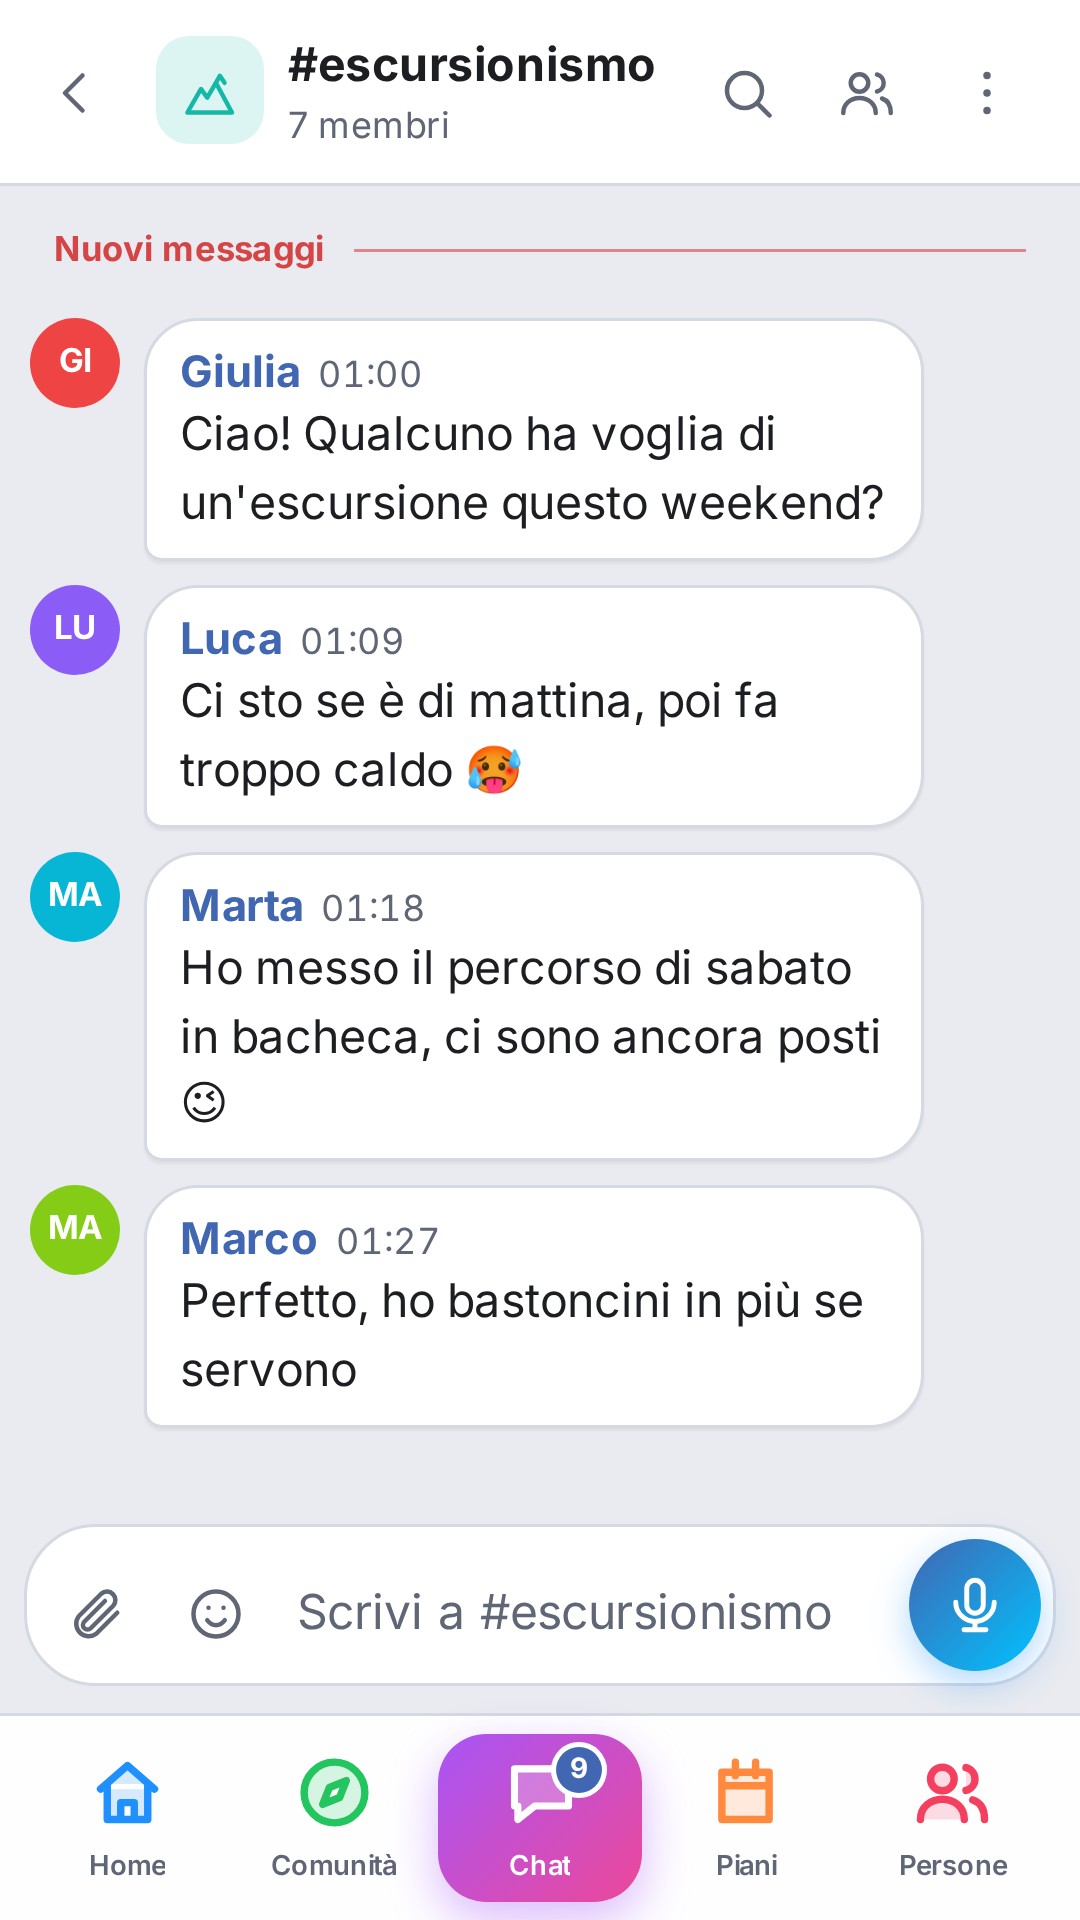 #escursionismo
7 membri
Nuovi messaggi
GI
Giulia 01:00
Ciao! Qualcuno ha voglia di
un'escursione questo weekend?
LU
Luca 01:09
Ci sto se è di mattina, poi fa
troppo caldo 🥵
MA
Marta 01:18
Ho messo il percorso di sabato
in bacheca, ci sono ancora posti
😉
MA
Marco 01:27
Perfetto, ho bastoncini in più se
servono
Scrivi a #escursionismo
9
Home
Comunità
Chat
Piani
Persone